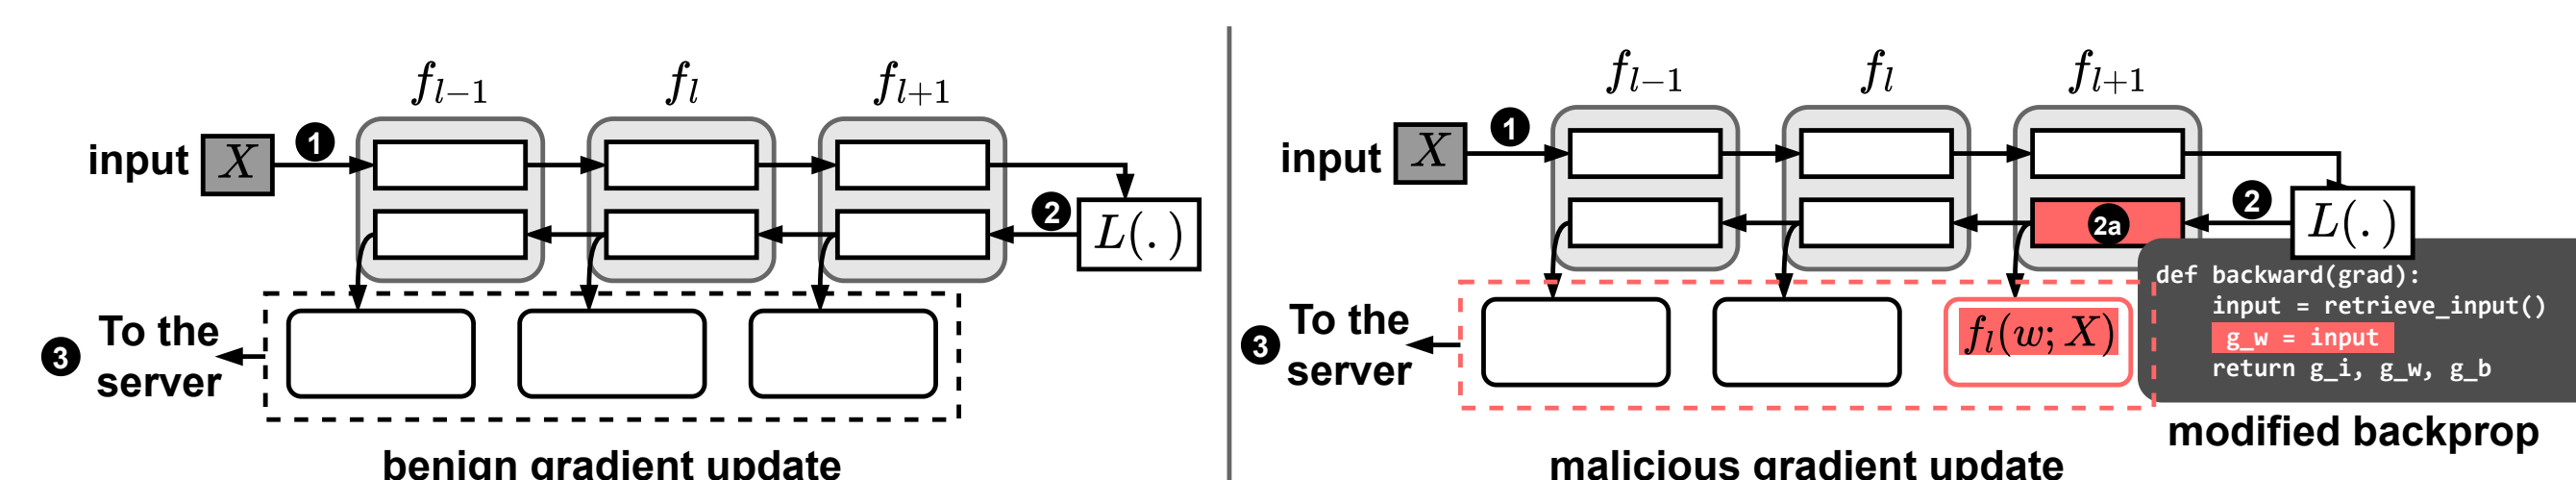 f_{l-1} f_l f_{l+1}
input X 1
2 L(.)
3 To the
server
benign gradient update
f_{l-1} f_l f_{l+1}
input X 1
2a 2 L(.)
3 To the
server
f_l(w; X)
def backward(grad):
input = retrieve_input()
g_w = input
return g_i, g_w, g_b
modified backprop
malicious gradient update